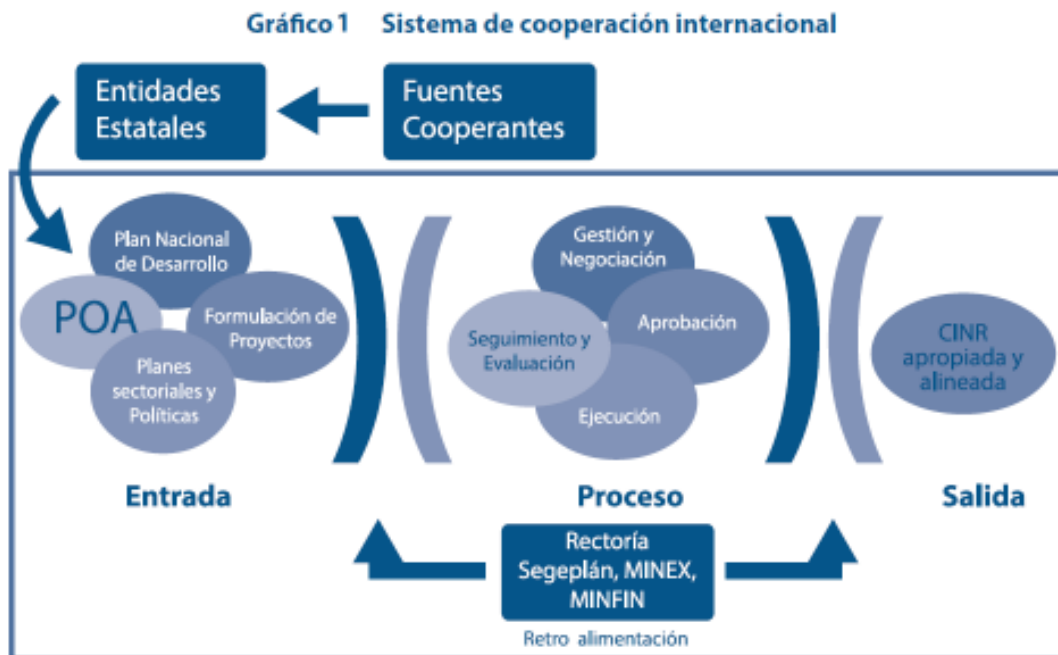 Gráfico 1 Sistema de cooperación internacional
Entidades
Estatales
Fuentes
Cooperantes
Plan Nacional
de Desarrollo
POA
Formulación de
Proyectos
Planes
sectoriales y
Políticas
Entrada
Gestión y
Negociación
Aprobación
Seguimiento y
Evaluación
Ejecución
Proceso
CINR
apropiada y
alineada
Salida
Rectoría
Segeplán, MINEX,
MINFIN
Retro alimentación